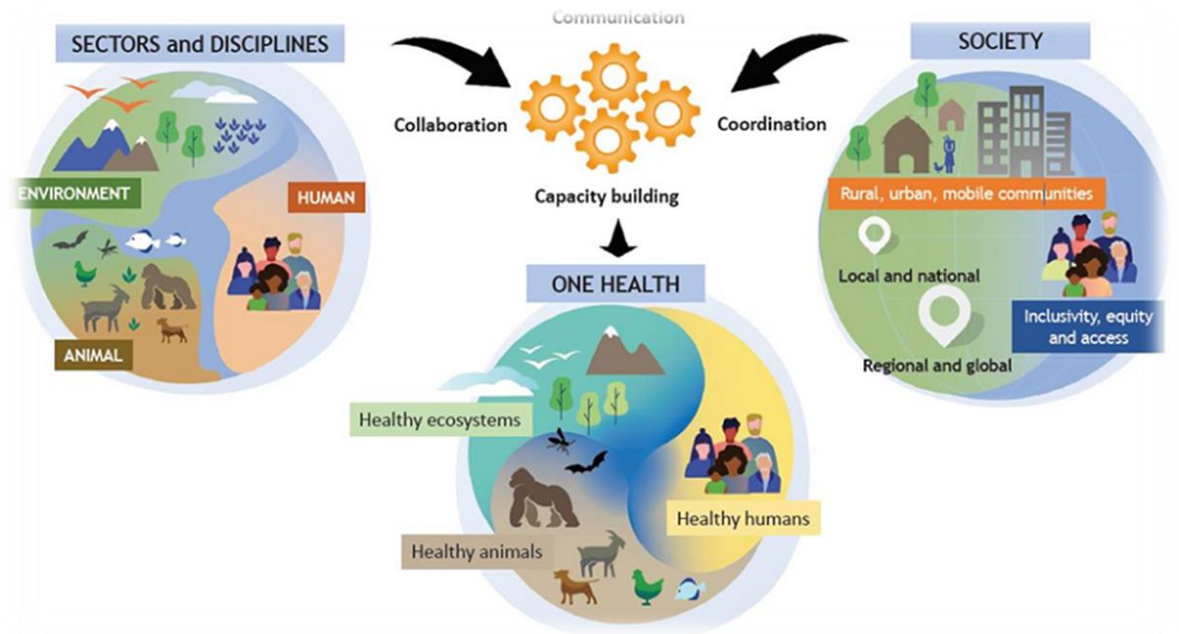 Communication
SECTORS and DISCIPLINES
SOCIETY
Collaboration
Coordination
Capacity building
ENVIRONMENT
HUMAN
ANIMAL
Rural, urban, mobile communities
Local and national
Regional and global
Inclusivity, equity
and access
ONE HEALTH
Healthy ecosystems
Healthy humans
Healthy animals